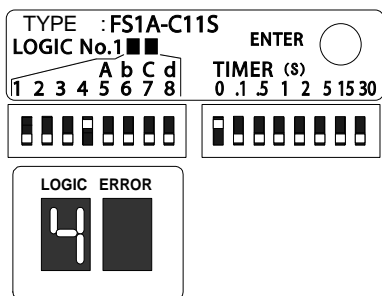 TYPE : FS1A-C11S
LOGIC No.1■■
ENTER
A b C d
TIMER (S)
1 2 3 4 5 6 7 8
0 .1 .5 1 2 5 15 30
LOGIC ERROR
4